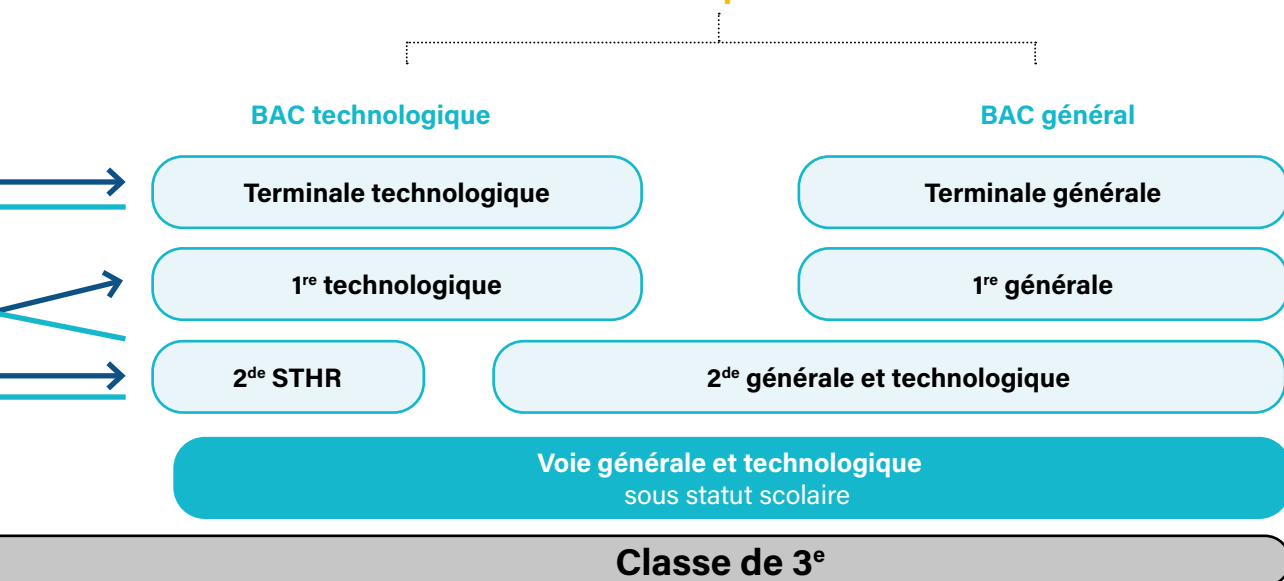 BAC technologique
BAC général
Terminale technologique
Terminale générale
1re technologique
1re générale
2de STHR
2de générale et technologique
Voie générale et technologique
sous statut scolaire
Classe de 3e